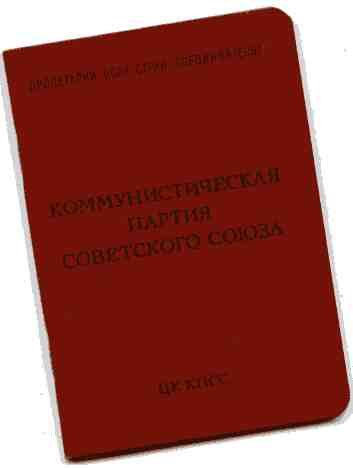 ПРОЛЕТАРИИ ВСЕХ СТРАН, СОЕДИНЯЙТЕСЬ!
КОММУНИСТИЧЕСКАЯ
ПАРТИЯ
СОВЕТСКОГО СОЮЗА
ЦК КПСС